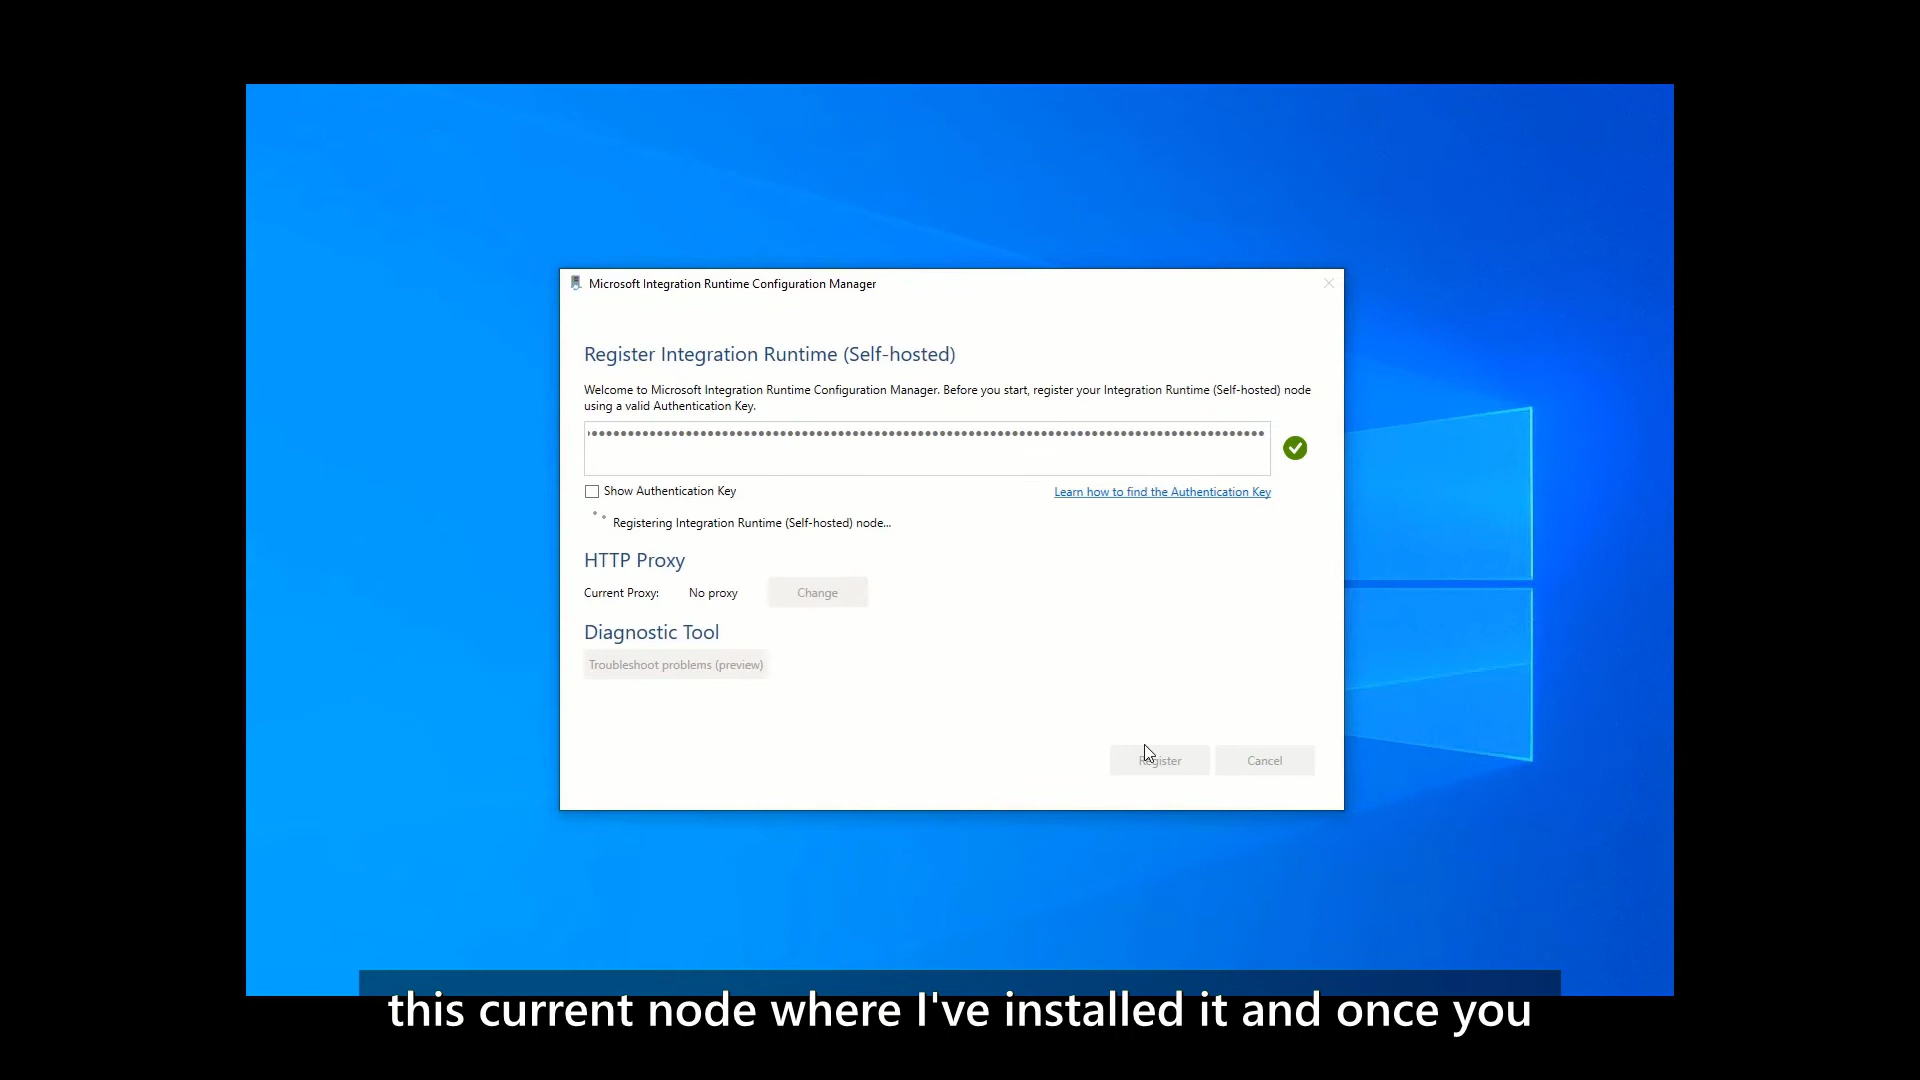 Microsoft Integration Runtime Configuration Manager
Register Integration Runtime (Self-hosted)
Welcome to Microsoft Integration Runtime Configuration Manager. Before you start, register your Integration Runtime (Self-hosted) node
using a valid Authentication Key.
Show Authentication Key
Learn how to find the Authentication Key
Registering Integration Runtime (Self-hosted) node...
HTTP Proxy
Current Proxy: No proxy Change
Diagnostic Tool
Troubleshoot problems (preview)
Register Cancel
this current node where I've installed it and once you